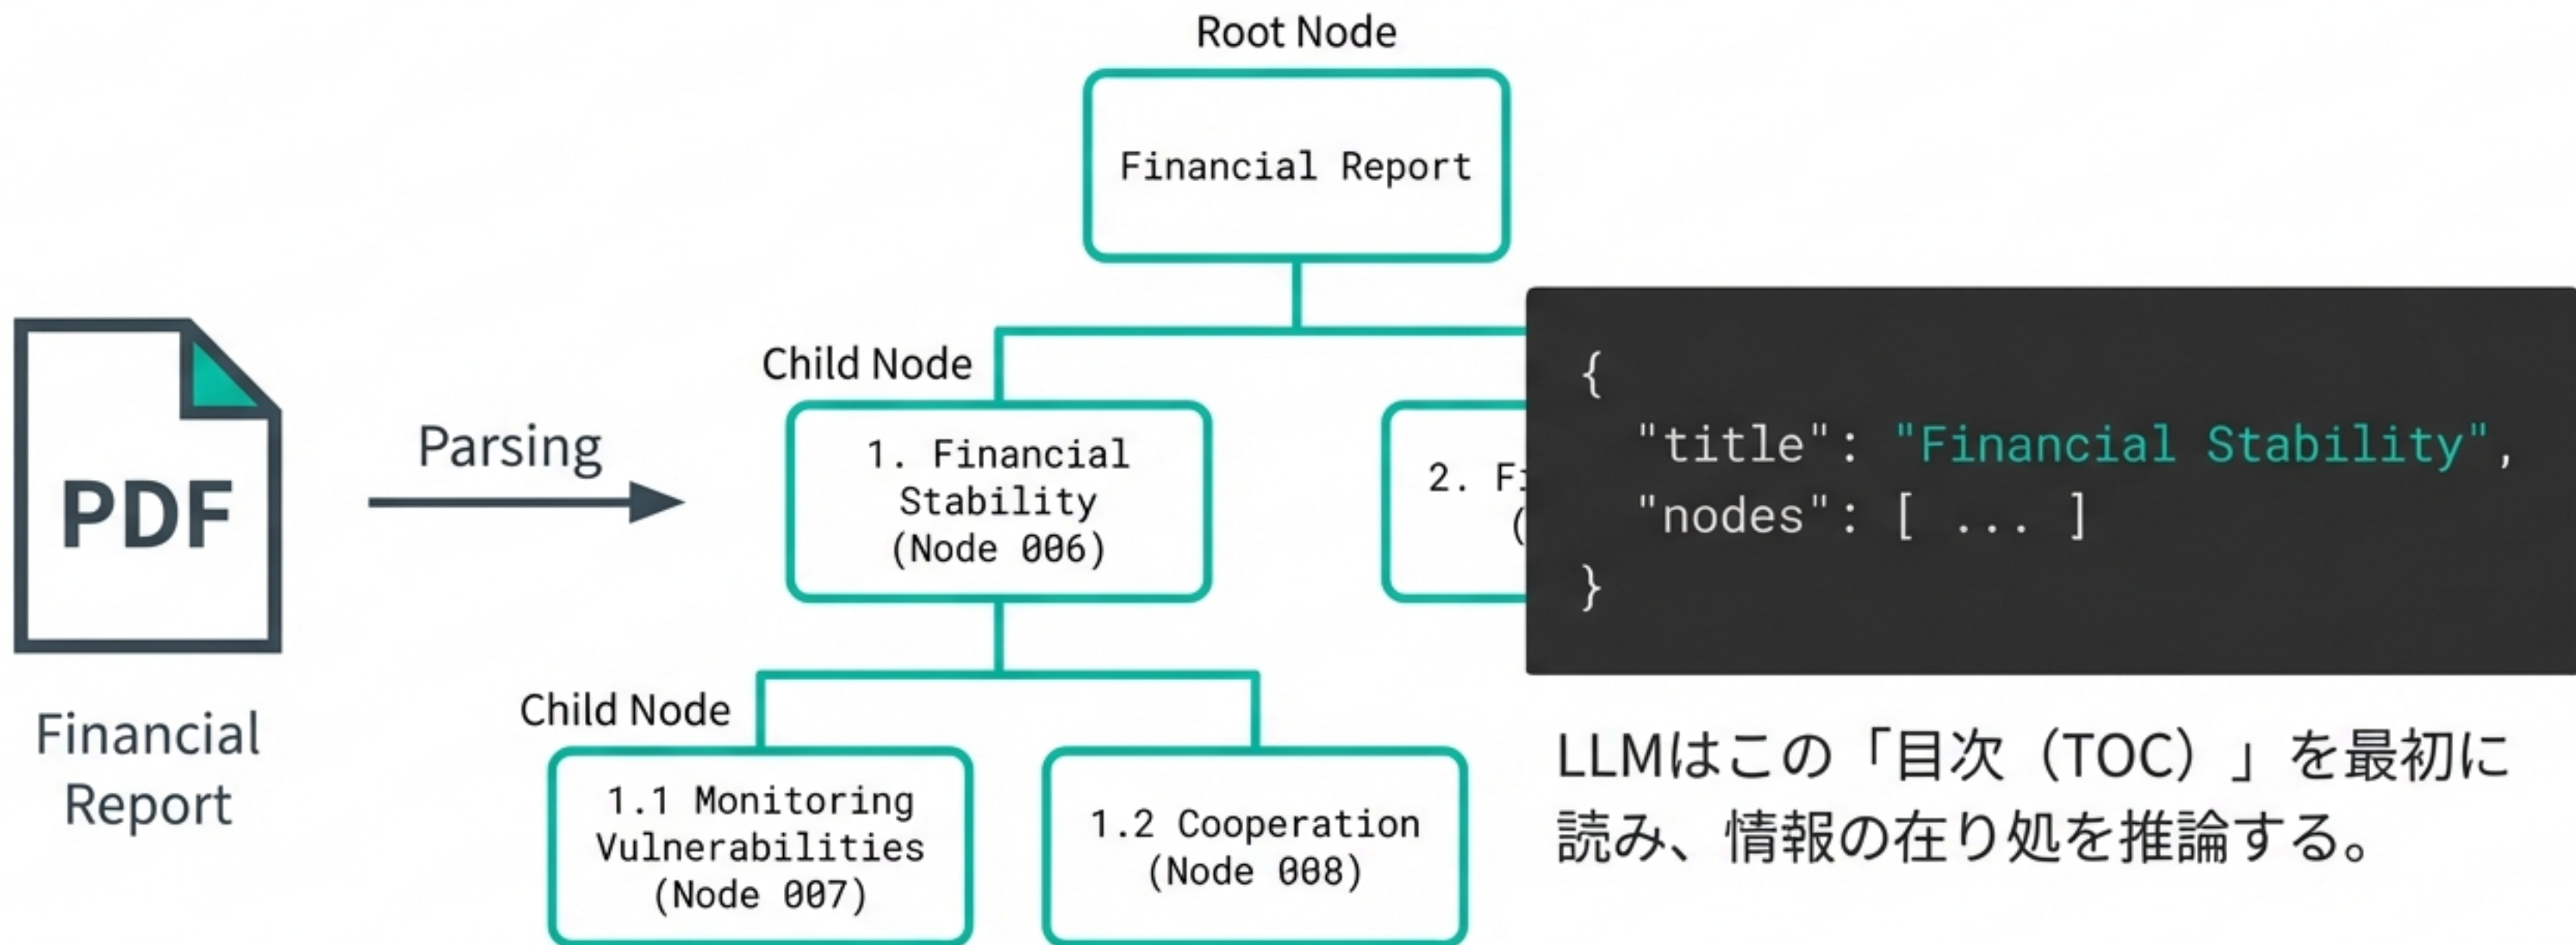 Root Node
Financial Report
PDF
Financial
Report
Parsing
Child Node
1. Financial
Stability
(Node 006)
2.
(
Child Node
1.1 Monitoring
Vulnerabilities
(Node 007)
1.2 Cooperation
(Node 008)
{
"title": "Financial Stability",
"nodes": [ ... ]
}
LLMはこの「目次（TOC）」を最初に
読み、情報の在り処を推論する。